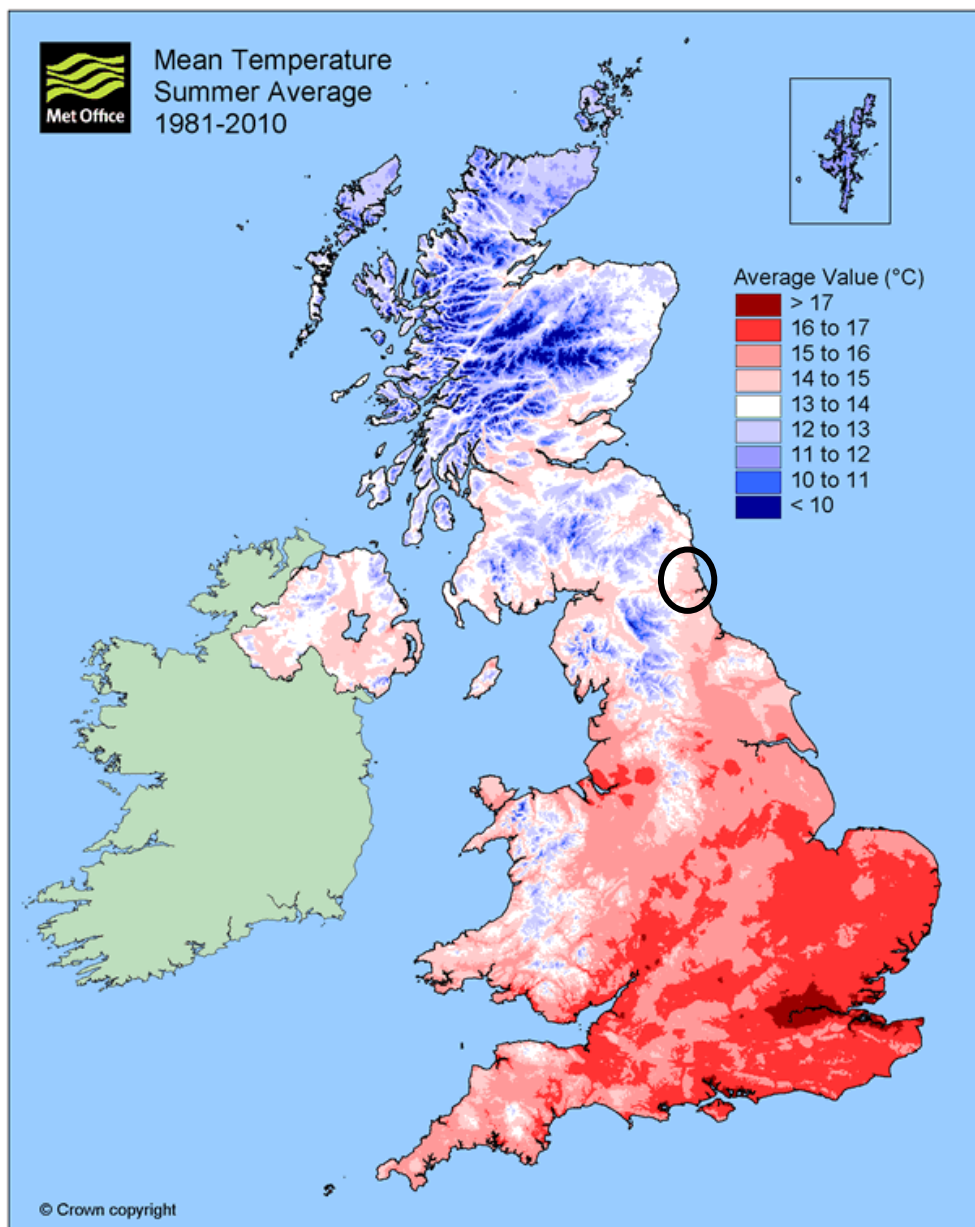 Met Office
Mean Temperature
Summer Average
1981-2010
Average Value (°C)
> 17
16 to 17
15 to 16
14 to 15
13 to 14
12 to 13
11 to 12
10 to 11
< 10
© Crown copyright